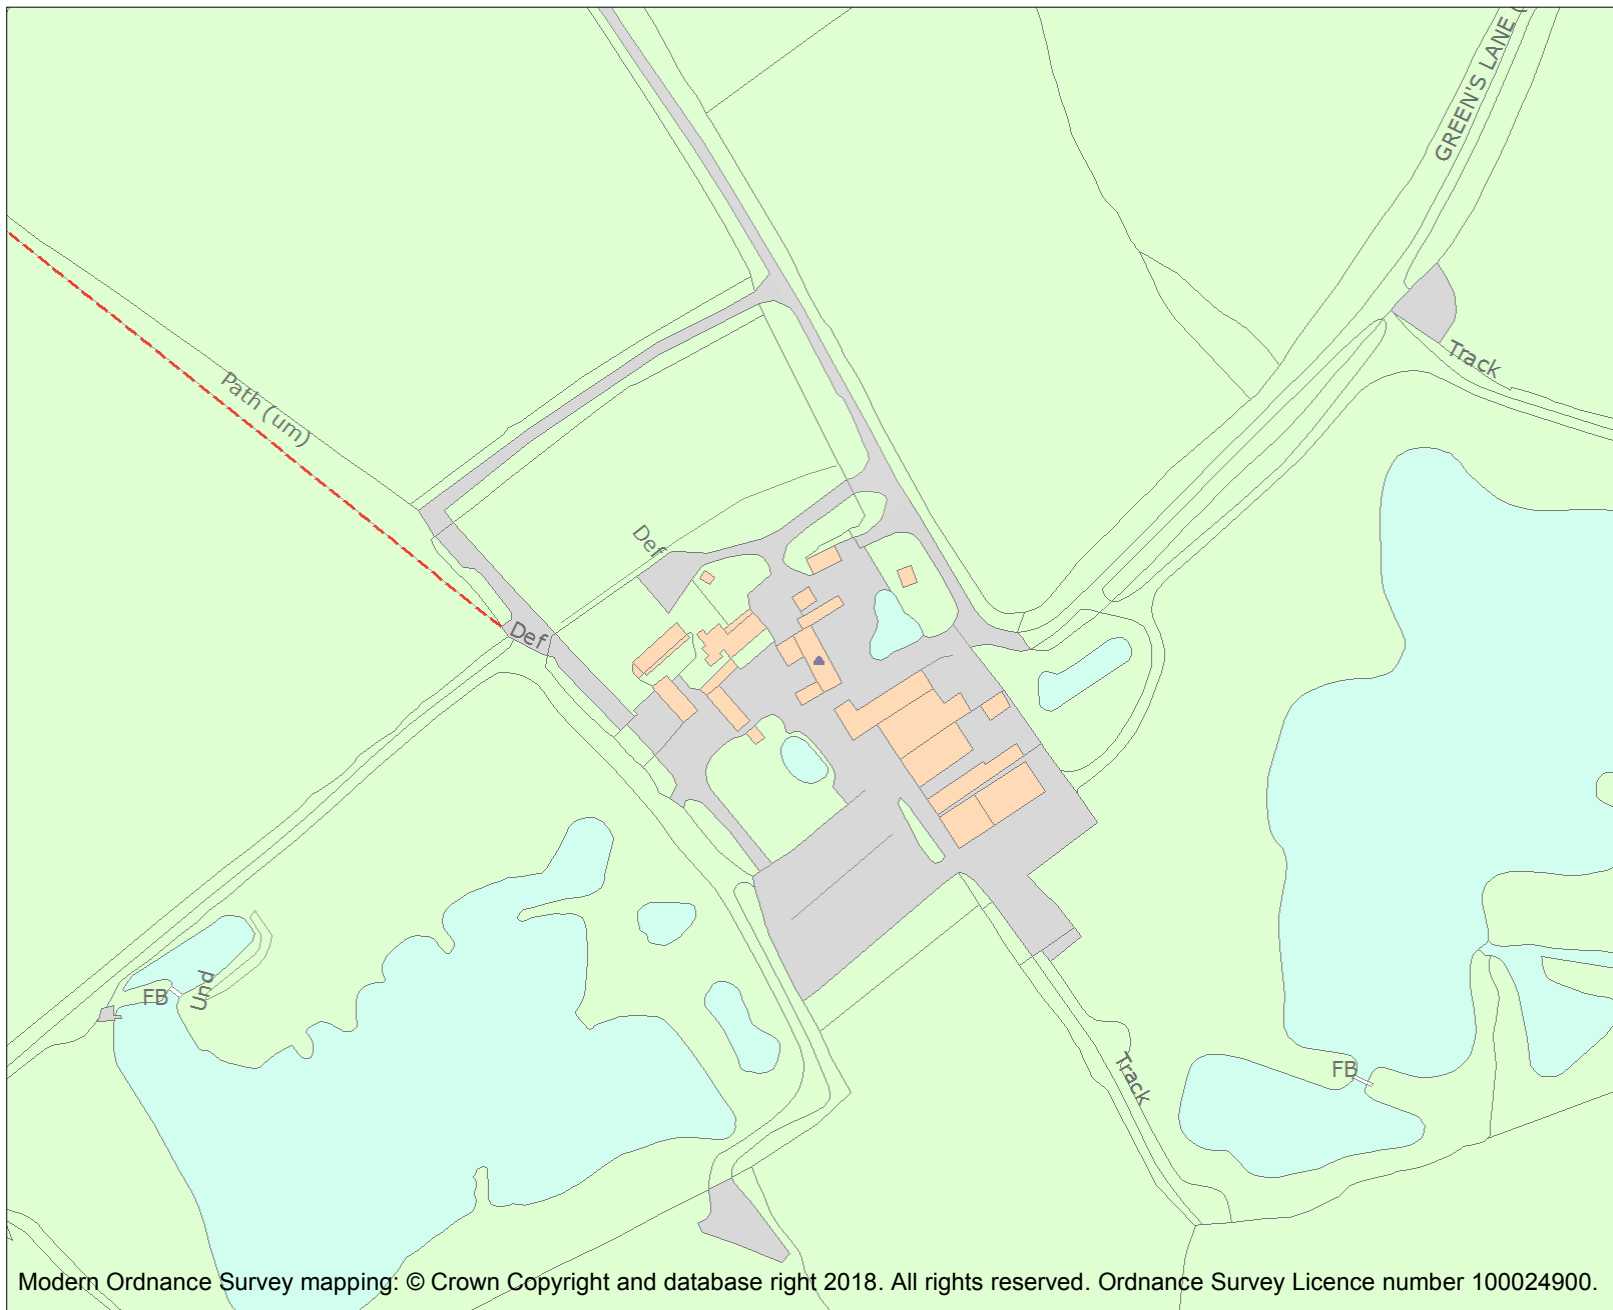 GREEN'S LANE (
Track
Path (um)
Def
Def
FB
Und
FB
Track
Modern Ordnance Survey mapping: © Crown Copyright and database right 2018. All rights reserved. Ordnance Survey Licence number 100024900.